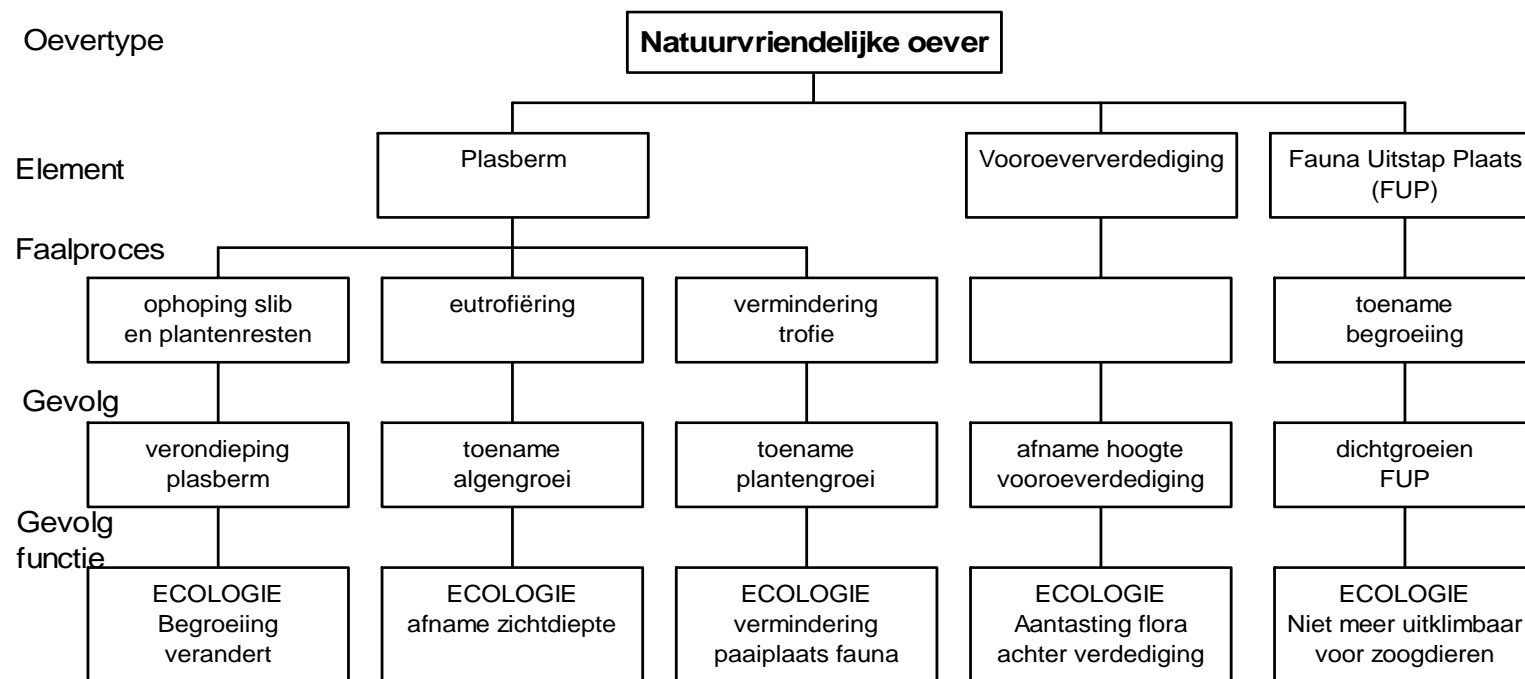 Oevertype
Natuurvriendelijke oever
Element
Plasberm
Vooroeververdediging
Fauna Uitstap Plaats
(FUP)
Faalproces
ophoping slib
en plantenresten
eutrofiëring
vermindering
trofie
toename
begroeiing
Gevolg
verondieping
plasberm
toename
algengroei
toename
plantengroei
afname hoogte
vooroeverdediging
dichtgroeien
FUP
Gevolg
functie
ECOLOGIE
Begroeiing
verandert
ECOLOGIE
afname zichtdiepte
ECOLOGIE
vermindering
paaiplaats fauna
ECOLOGIE
Aantasting flora
achter verdediging
ECOLOGIE
Niet meer uitklimbaar
voor zoogdieren